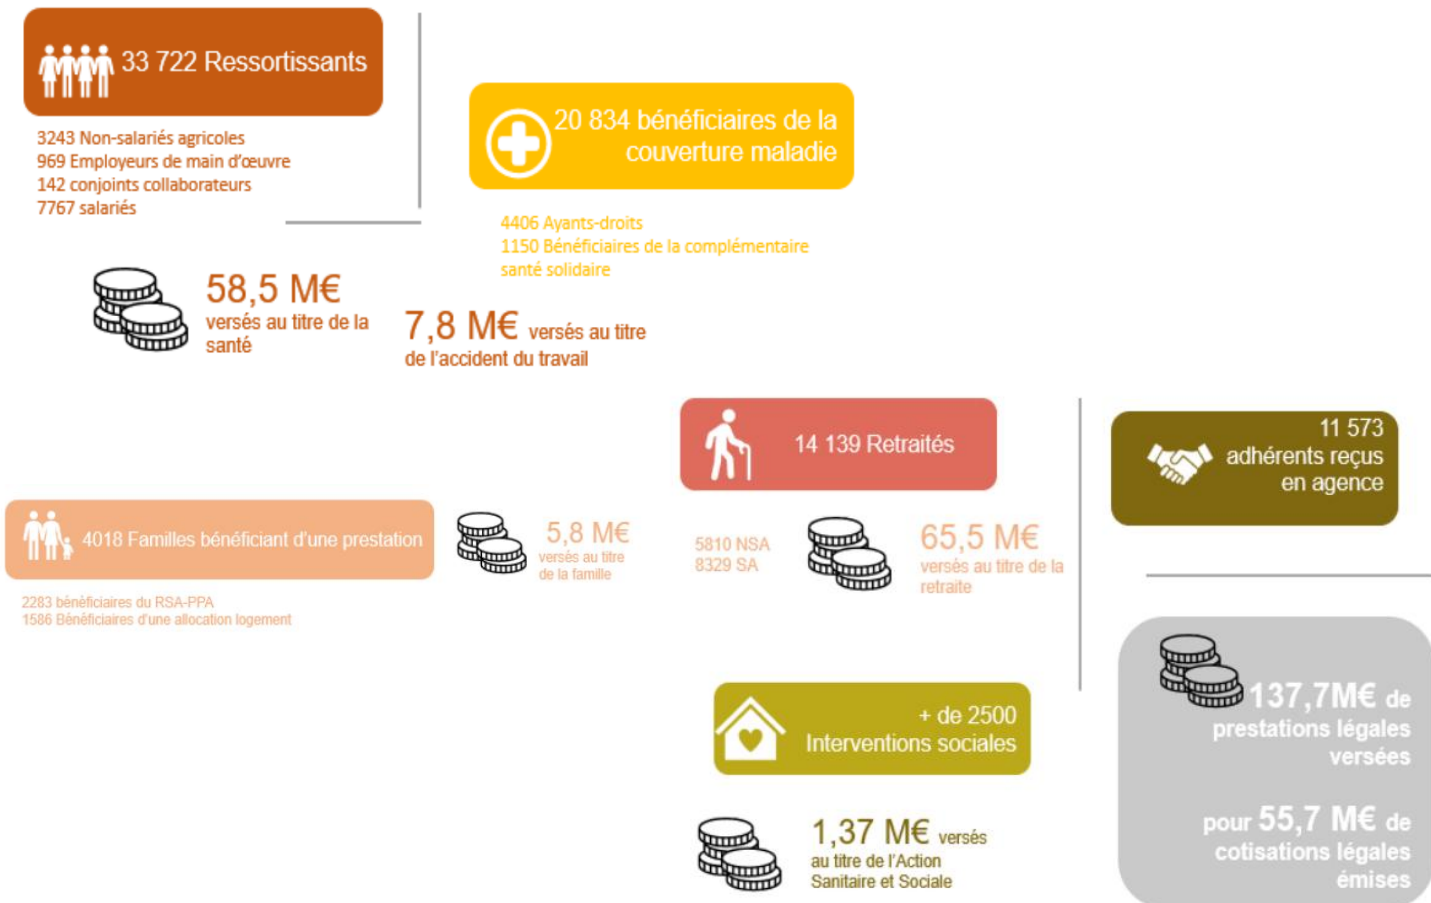 33 722 Ressortissants
3243 Non-salariés agricoles
969 Employeurs de main d'œuvre
142 conjoints collaborateurs
7767 salariés
20 834 bénéficiaires de la
couverture maladie
4406 Ayants-droits
1150 Bénéficiaires de la complémentaire
santé solidaire
58,5 M€
versés au titre de la
santé
7,8 M€ versés au titre
de l'accident du travail
4018 Familles bénéficiant d'une prestation
2283 bénéficiaires du RSA-PPA
1586 Bénéficiaires d'une allocation logement
5,8 M€
versés au titre
de la famille
14 139 Retraités
5810 NSA
8329 SA
65,5 M€
versés au titre de la
retraite
11 573
adhérents reçus
en agence
+ de 2500
Interventions sociales
1,37 M€ versés
au titre de l'Action
Sanitaire et Sociale
137,7M€ de
prestations légales
versées
pour 55,7 M€ de
cotisations légales
émises